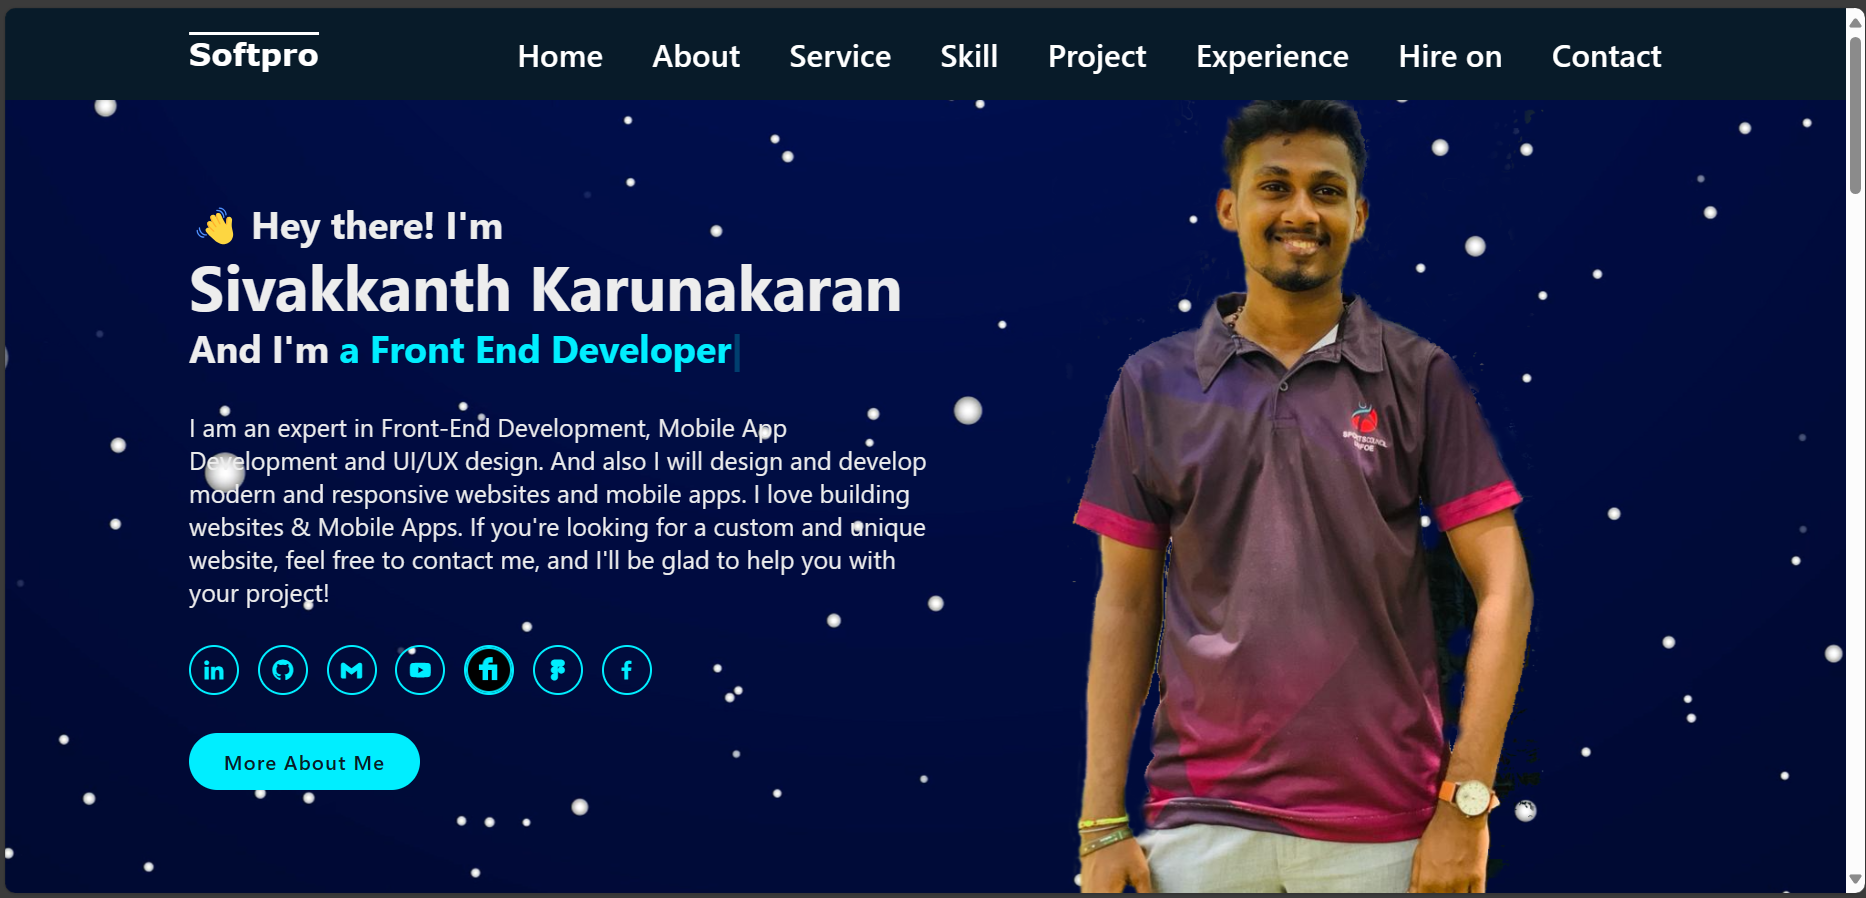 Softpro
Home About Service Skill Project Experience Hire on Contact
👋 Hey there! I'm
Sivakkanth Karunakaran
And I'm a Front End Developer|
I am an expert in Front-End Development, Mobile App
Development and UI/UX design. And also I will design and develop
modern and responsive websites and mobile apps. I love building
websites & Mobile Apps. If you're looking for a custom and unique
website, feel free to contact me, and I'll be glad to help you with
your project!
in
fi
f
More About Me